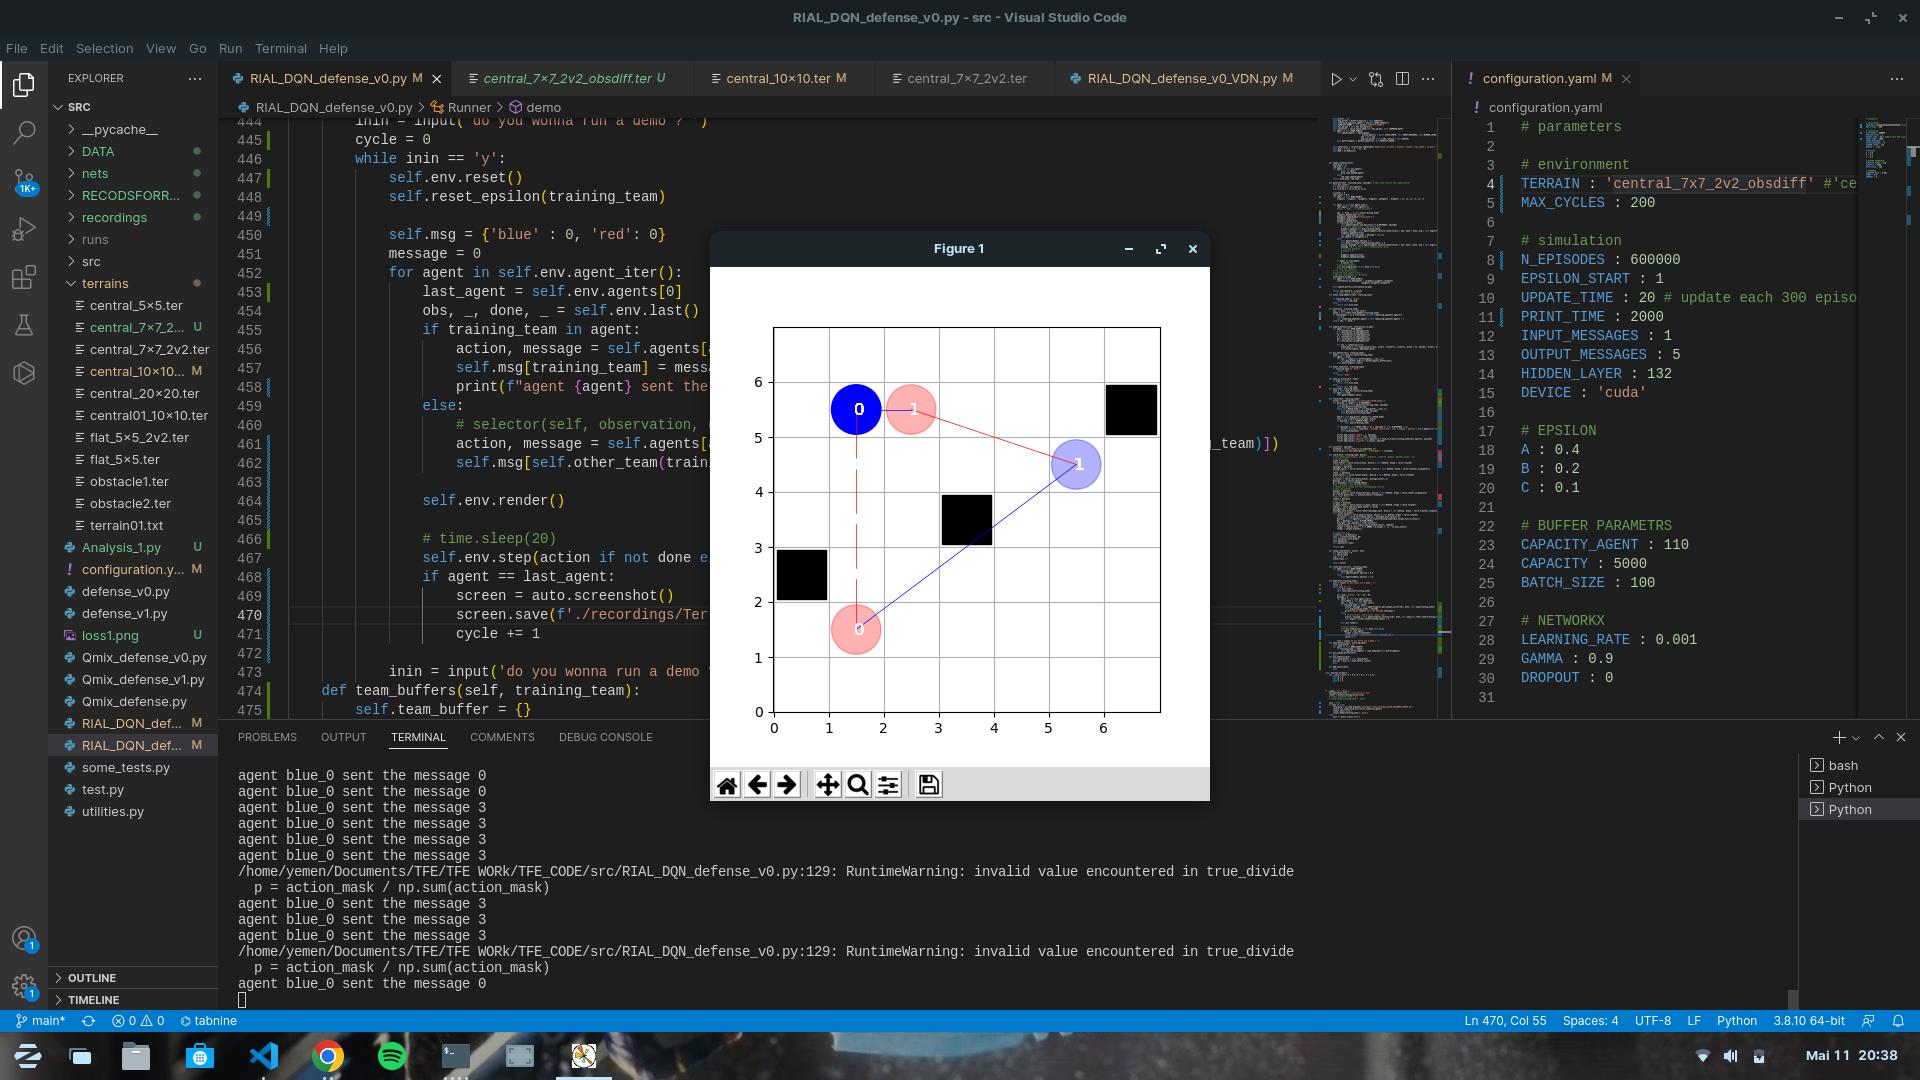 RIAL_DQN_defense_v0.py - src - Visual Studio Code
File Edit Selection View Go Run Terminal Help
EXPLORER
SRC
__pycache__
DATA
nets
RECODSFORR...
recordings
runs
src
terrains
central_5×5.ter
central_7×7_2... U
central_7×7_2v2.ter
central_10×10... M
central_20×20.ter
central01_10×10.ter
flat_5×5_2v2.ter
flat_5×5.ter
obstacle1.ter
obstacle2.ter
terrain01.txt
Analysis_1.py U
configuration.y... M
defense_v0.py
defense_v1.py
loss1.png U
Qmix_defense_v0.py
Qmix_defense_v1.py
Qmix_defense.py
RIAL_DQN_def... M
RIAL_DQN_def... M
some_tests.py
test.py
utilities.py
OUTLINE
TIMELINE
1K+
1
1
RIAL_DQN_defense_v0.py M central_7×7_2v2_obsdiff.ter U central_10×10.ter M central_7×7_2v2.ter RIAL_DQN_defense_v0_VDN.py M
RIAL_DQN_defense_v0.py > Runner > demo
444 inin = input('do you wonna run a demo ? ')
445 cycle = 0
446 while inin == 'y':
447 self.env.reset()
448 self.reset_epsilon(training_team)
449
450 self.msg = {'blue' : 0, 'red': 0}
451 message = 0
452 for agent in self.env.agent_iter():
453 last_agent = self.env.agents[0]
454 obs, _, done, _ = self.env.last()
455 if training_team in agent:
456 action, message = self.agents[
457 self.msg[training_team] = mess
458 print(f"agent {agent} sent the
459 else:
460 # selector(self, observation,
461 action, message = self.agents[ g_team)])
462 self.msg[self.other_team(train
463
464 self.env.render()
465
466 # time.sleep(20)
467 self.env.step(action if not done e
468 if agent == last_agent:
469 screen = auto.screenshot()
470 screen.save(f'./recordings/Ter
471 cycle += 1
472
473 inin = input('do you wonna run a demo
474 def team_buffers(self, training_team):
475 self.team_buffer = {}
Figure 1
6
5
4
3
2
1
0
0 1 2 3 4 5 6
0 1
1
0
! configuration.yaml M
! configuration.yaml
1 # parameters
2
3 # environment
4 TERRAIN : 'central_7x7_2v2_obsdiff' #'ce
5 MAX_CYCLES : 200
6
7 # simulation
8 N_EPISODES : 600000
9 EPSILON_START : 1
10 UPDATE_TIME : 20 # update each 300 episo
11 PRINT_TIME : 2000
12 INPUT_MESSAGES : 1
13 OUTPUT_MESSAGES : 5
14 HIDDEN_LAYER : 132
15 DEVICE : 'cuda'
16
17 # EPSILON
18 A : 0.4
19 B : 0.2
20 C : 0.1
21
22 # BUFFER PARAMETRS
23 CAPACITY_AGENT : 110
24 CAPACITY : 5000
25 BATCH_SIZE : 100
26
27 # NETWORKX
28 LEARNING_RATE : 0.001
29 GAMMA : 0.9
30 DROPOUT : 0
31
PROBLEMS OUTPUT TERMINAL COMMENTS DEBUG CONSOLE
agent blue_0 sent the message 0
agent blue_0 sent the message 0
agent blue_0 sent the message 3
agent blue_0 sent the message 3
agent blue_0 sent the message 3
agent blue_0 sent the message 3
/home/yemen/Documents/TFE/TFE WORk/TFE_CODE/src/RIAL_DQN_defense_v0.py:129: RuntimeWarning: invalid value encountered in true_divide
p = action_mask / np.sum(action_mask)
agent blue_0 sent the message 3
agent blue_0 sent the message 3
agent blue_0 sent the message 3
/home/yemen/Documents/TFE/TFE WORk/TFE_CODE/src/RIAL_DQN_defense_v0.py:129: RuntimeWarning: invalid value encountered in true_divide
p = action_mask / np.sum(action_mask)
agent blue_0 sent the message 0
bash
Python
Python
main* 0 0 tabnine Ln 470, Col 55 Spaces: 4 UTF-8 LF Python 3.8.10 64-bit
Mai 11 20:38